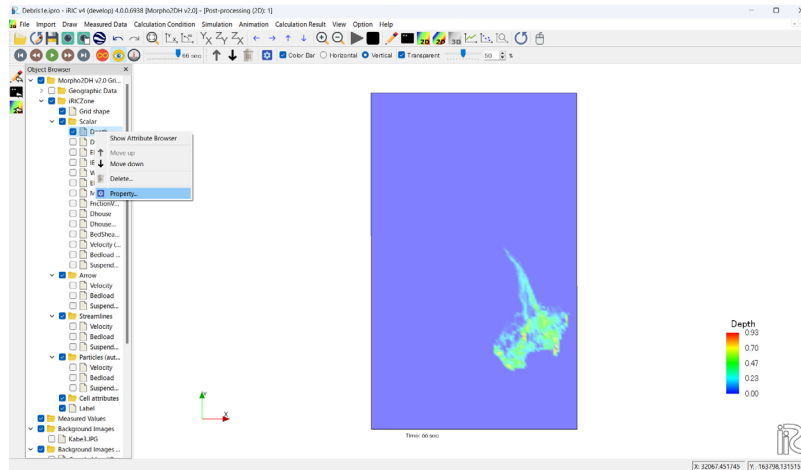 Debris1e.ipro - iRIC v4 (develop) 4.0.0.6938 [Morpho2DH v2.0] - [Post-processing (2D): 1]
File Import Draw Measured Data Calculation Condition Simulation Animation Calculation Result View Option Help
66 sec Color Bar Horizontal Vertical Transparent 50 %
Object Browser
Morpho2DH v2.0 Gri...
Geographic Data
iRICZone
Grid shape
Scalar
Show Attribute Browser
Move up
Move down
Delete...
Property...
FrictionV...
Dhouse
Dhouse...
BedShea...
Velocity (...
Bedload ...
Suspend...
Arrow
Velocity
Bedload
Suspend...
Streamlines
Velocity
Bedload
Suspend...
Particles (aut...
Velocity
Bedload
Suspend...
Cell attributes
Label
Measured Values
Background Images
Kabe3.JPG
Background Images ...
Y
X
Time: 66 sec
Depth
0.93
0.70
0.47
0.23
0.00
X: 32067.451745 Y: -163798.131515